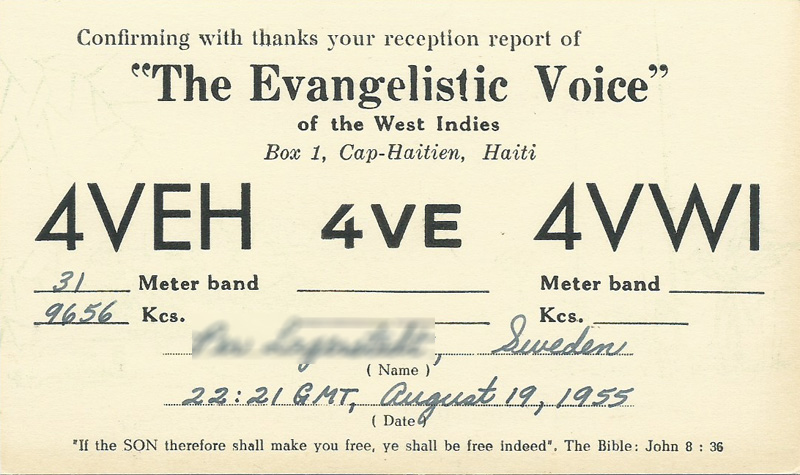 Confirming with thanks your reception report of
"The Evangelistic Voice"
of the West Indies
Box 1, Cap-Haitien, Haiti
4VEH 4VE 4VWI
31 Meter band Meter band
9656 Kcs. Kcs.
, Sweden
( Name )
22:21 GMT, August 19, 1955
( Date )
"If the SON therefore shall make you free, ye shall be free indeed". The Bible: John 8 : 36